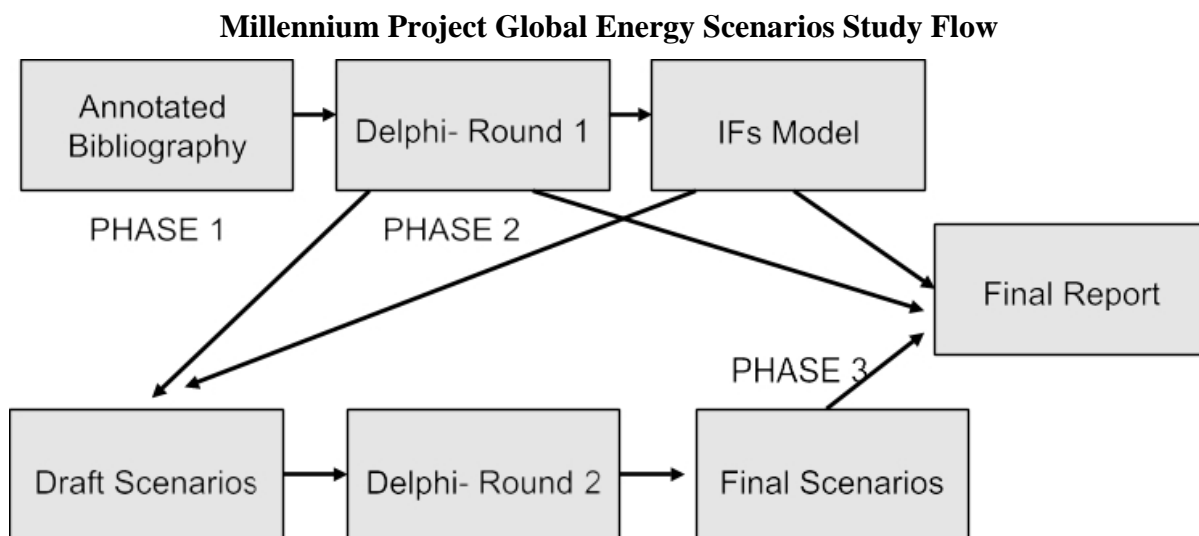 Millennium Project Global Energy Scenarios Study Flow
Annotated
Bibliography
Delphi- Round 1
IFs Model
PHASE 1
PHASE 2
Final Report
PHASE 3
Draft Scenarios
Delphi- Round 2
Final Scenarios